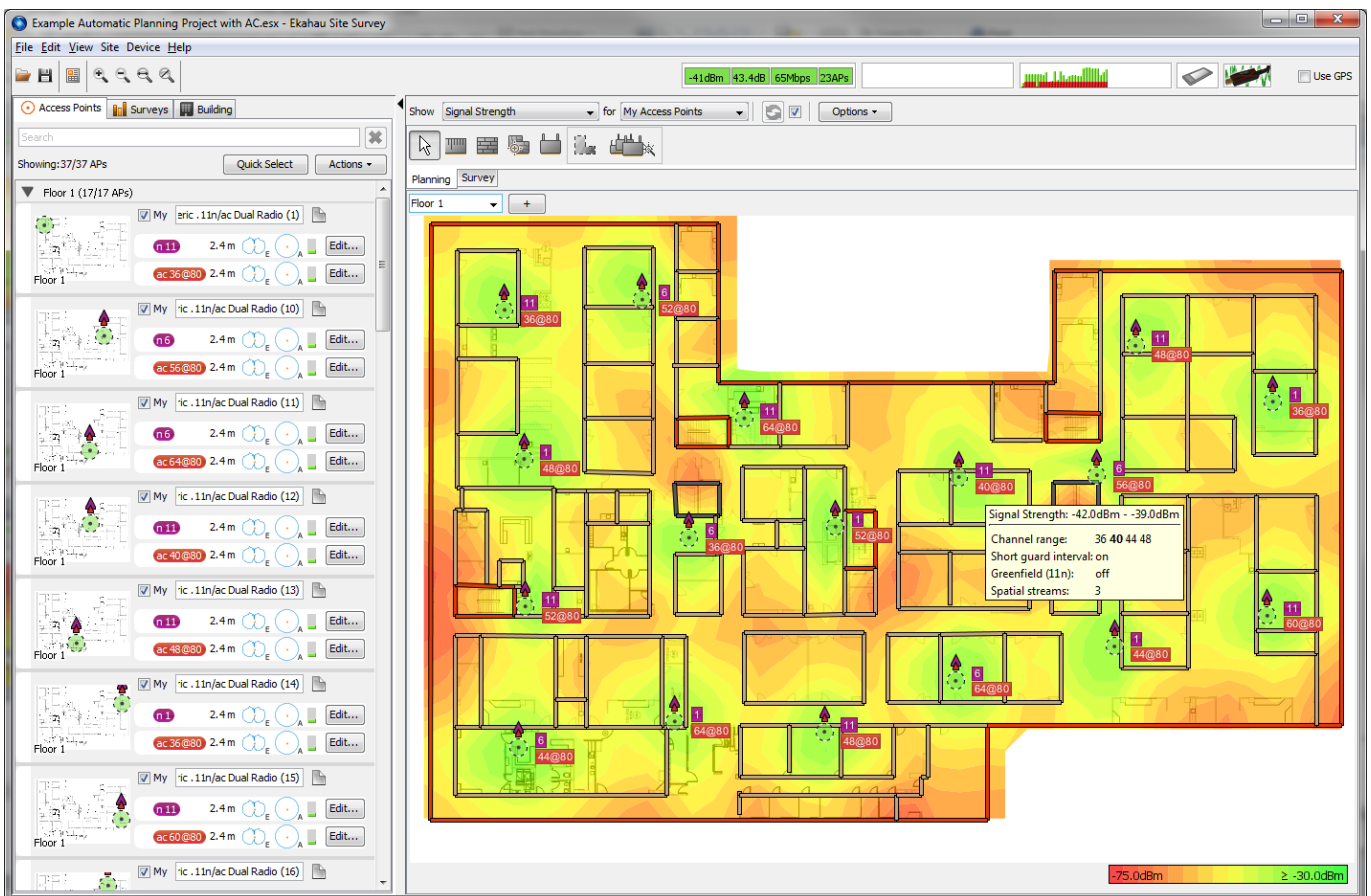 Example Automatic Planning Project with AC.esx - Ekahau Site Survey
File Edit View Site Device Help
-41dBm 43.4dB 65Mbps 23APs
Use GPS
Access Points Surveys Building
Search
Showing:37/37 APs Quick Select Actions
Floor 1 (17/17 APs)
My eric .11n/ac Dual Radio (1)
n 11 2.4 m E A Edit...
ac 36@80 2.4 m E A Edit...
Floor 1
My ric .11n/ac Dual Radio (10)
n 6 2.4 m E A Edit...
ac 56@80 2.4 m E A Edit...
Floor 1
My ric .11n/ac Dual Radio (11)
n 6 2.4 m E A Edit...
ac 64@80 2.4 m E A Edit...
Floor 1
My ric .11n/ac Dual Radio (12)
n 11 2.4 m E A Edit...
ac 40@80 2.4 m E A Edit...
Floor 1
My ric .11n/ac Dual Radio (13)
n 11 2.4 m E A Edit...
ac 48@80 2.4 m E A Edit...
Floor 1
My ric .11n/ac Dual Radio (14)
n 1 2.4 m E A Edit...
ac 36@80 2.4 m E A Edit...
Floor 1
My ric .11n/ac Dual Radio (15)
n 11 2.4 m E A Edit...
ac 60@80 2.4 m E A Edit...
Floor 1
My ric .11n/ac Dual Radio (16)
Show Signal Strength for My Access Points Options
Planning Survey
Floor 1 +
11
36@80
6
52@80
11
48@80
1
36@80
11
64@80
1
48@80
11
40@80
6
56@80
6
36@80
1
52@80
Signal Strength: -42.0dBm - -39.0dBm
Channel range: 36 40 44 48
Short guard interval: on
Greenfield (11n): off
Spatial streams: 3
11
52@80
11
60@80
1
44@80
6
64@80
1
64@80
11
48@80
6
44@80
-75.0dBm ≥ -30.0dBm